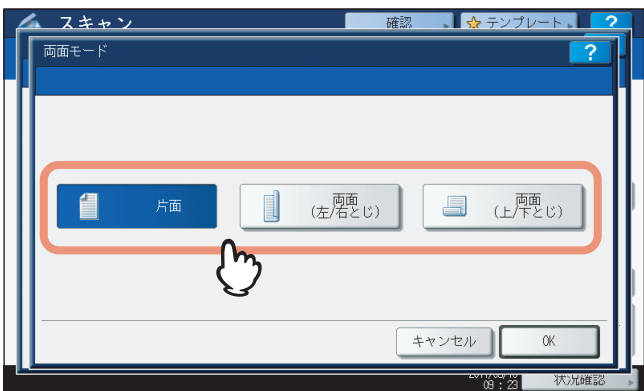 スキャン
確認
テンプレート
?
両面モード
?
片面
両面
(左/右とじ)
両面
(上/下とじ)
キャンセル
OK
09 : 23
状況確認